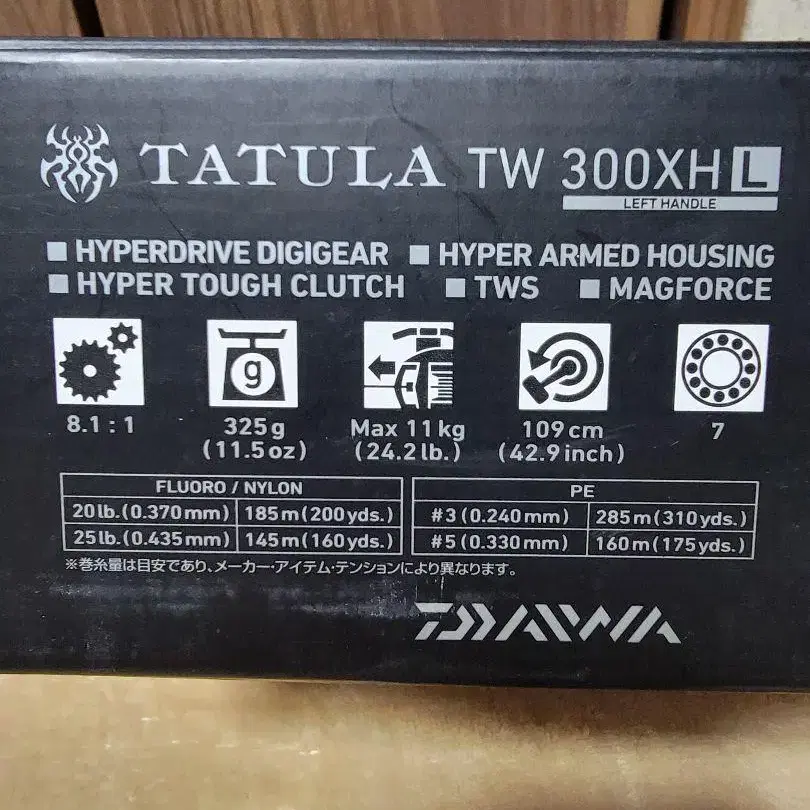 TATULA TW 300XH L
LEFT HANDLE
HYPERDRIVE DIGIGEAR HYPER ARMED HOUSING
HYPER TOUGH CLUTCH TWS MAGFORCE
g
8.1 : 1 325g Max 11kg 109cm 7
(11.5oz) (24.2lb.) (42.9inch)
FLUORO / NYLON PE
20lb.(0.370mm) 185m(200yds.) #3(0.240mm) 285m(310yds.)
25lb.(0.435mm) 145m(160yds.) #5(0.330mm) 160m(175yds.)
※巻糸量は目安であり、メーカー・アイテム・テンションにより異なります。
DAIWA